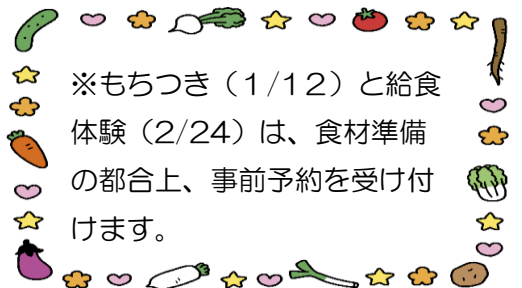 ※もちつき（１/１２）と給食
体験（2/24）は、食材準備
の都合上、事前予約を受け付
けます。